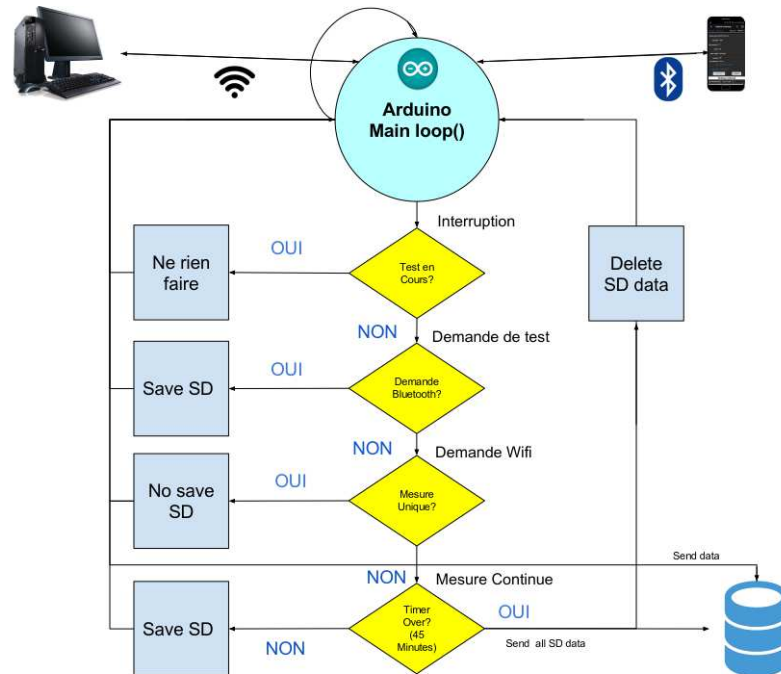 Arduino
Main loop()
Interruption
OUI
Ne rien
faire
Test en
Cours?
Delete
SD data
NON
Demande de test
OUI
Save SD
Demande
Bluetooth?
NON
Demande Wifi
OUI
No save
SD
Mesure
Unique?
Send data
NON
Mesure Continue
Timer
Over?
(45
Minutes)
OUI
Save SD
NON
Send all SD data